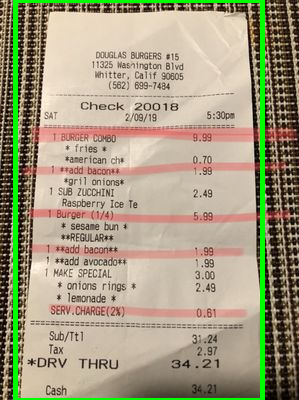 DOUGLAS BURGERS #15
11325 Washington Blvd
Whitter, Calif 90605
(562) 699-7484
Check 20018
SAT 2/09/19 5:30pm
1 BURGER COMBO 9.99
* fries *
*american ch* 0.70
1 **add bacon** 1.99
*gril onions*
1 SUB ZUCCHINI 2.49
Raspberry Ice Te
1 Burger (1/4) 5.99
* sesame bun *
**REGULAR**
1 **add bacon** 1.99
1 **add avocado** 1.99
1 MAKE SPECIAL 3.00
* onions rings * 2.49
* lemonade *
SERV.CHARGE(2%) 0.61
Sub/Ttl 31.24
Tax 2.97
*DRV THRU 34.21
Cash 34.21